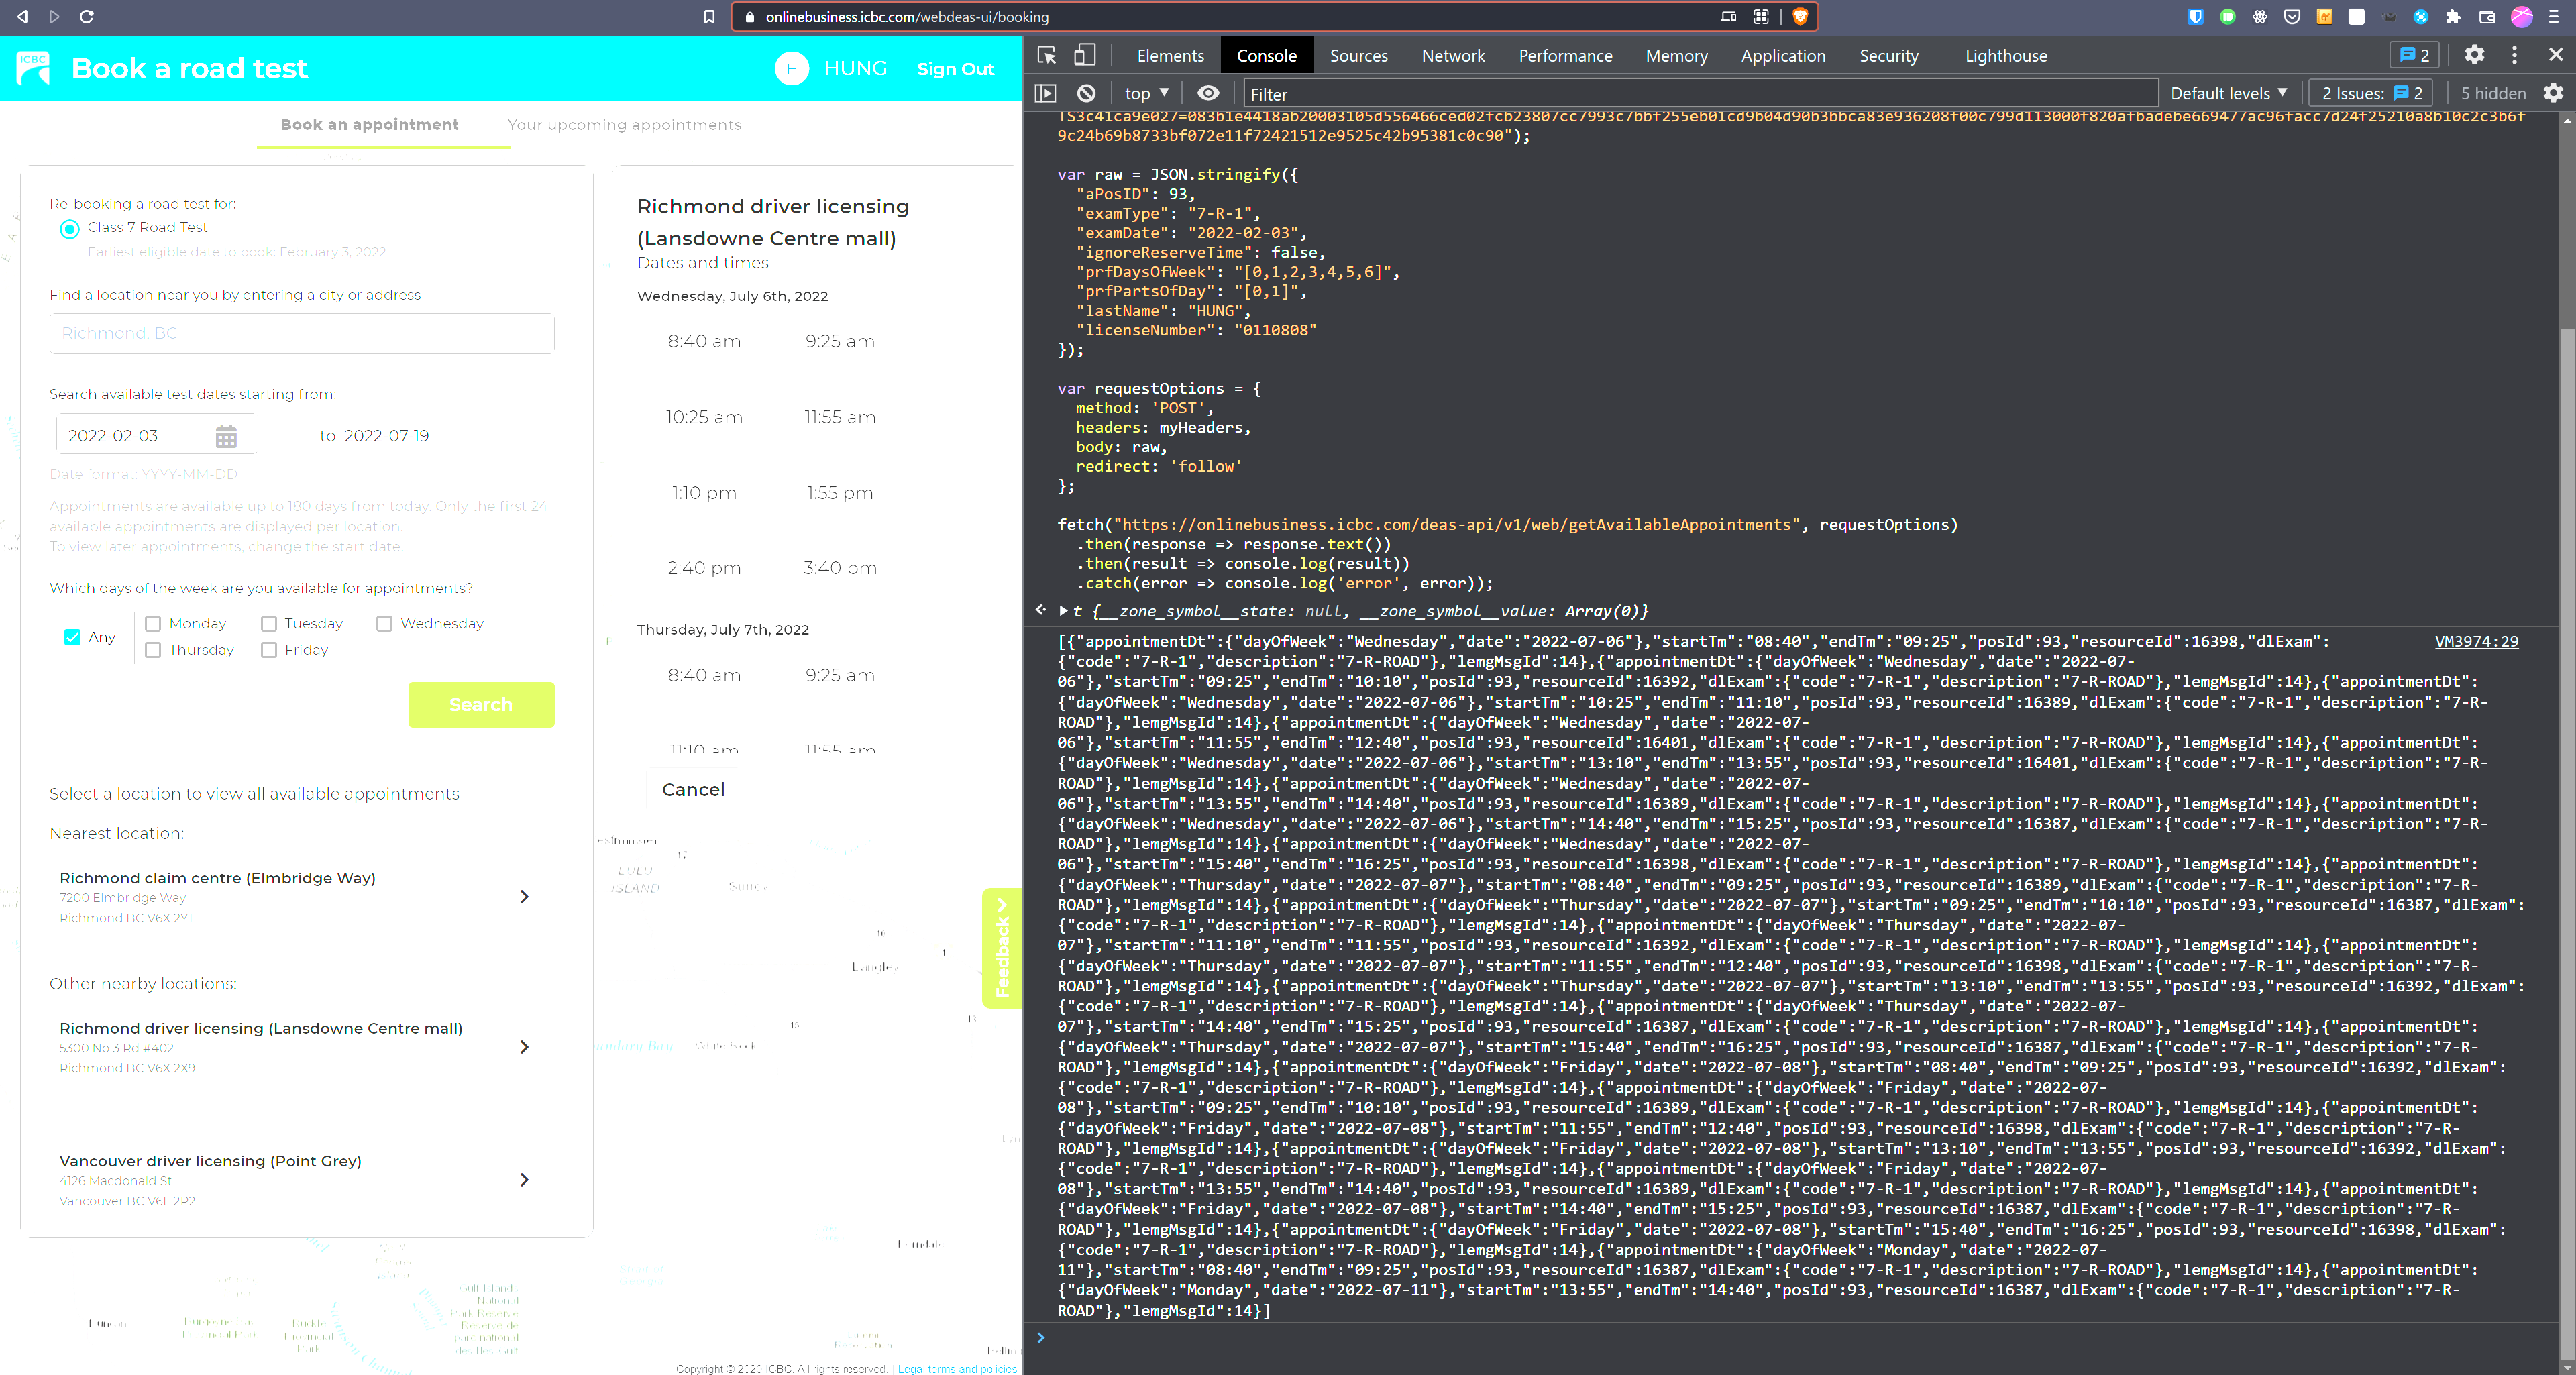 onlinebusiness.icbc.com/webdeas-ui/booking
ICBC
Book a road test
H
HUNG
Sign Out
Book an appointment
Your upcoming appointments
Re-booking a road test for:
Class 7 Road Test
Earliest eligible date to book: February 3, 2022
Find a location near you by entering a city or address
Richmond, BC
Search available test dates starting from:
2022-02-03
to 2022-07-19
Date format: YYYY-MM-DD
Appointments are available up to 180 days from today. Only the first 24
available appointments are displayed per location.
To view later appointments, change the start date.
Which days of the week are you available for appointments?
Any
Monday
Tuesday
Wednesday
Thursday
Friday
Search
Select a location to view all available appointments
Nearest location:
Richmond claim centre (Elmbridge Way)
7200 Elmbridge Way
Richmond BC V6X 2Y1
Other nearby locations:
Richmond driver licensing (Lansdowne Centre mall)
5300 No 3 Rd #402
Richmond BC V6X 2X9
Vancouver driver licensing (Point Grey)
4126 Macdonald St
Vancouver BC V6L 2P2
Richmond driver licensing
(Lansdowne Centre mall)
Dates and times
Wednesday, July 6th, 2022
8:40 am
9:25 am
10:25 am
11:55 am
1:10 pm
1:55 pm
2:40 pm
3:40 pm
Thursday, July 7th, 2022
8:40 am
9:25 am
11:10 am
11:55 am
Cancel
LULU
ISLAND
17
Surrey
10
1
Langley
15
13
White Rock
Feedback
Ferndale
Duncan
Gulf Islands
National
Park Reserve
Copyright © 2020 ICBC. All rights reserved. | Legal terms and policies
Elements
Console
Sources
Network
Performance
Memory
Application
Security
Lighthouse
2
top
Filter
Default levels
2 Issues: 2
5 hidden
TS3c41ca9e027=083b1e4418ab20003105d556466ced02fcb23807cc7993c7bbf255eb01cd9b04d90b3bbca83e936208f00c799d113000f820afbadebe669477ac96facc7d24f25210a8b10c2c3b6f
9c24b69b8733bf072e11f72421512e9525c42b95381c0c90");
var raw = JSON.stringify({
"aPosID": 93,
"examType": "7-R-1",
"examDate": "2022-02-03",
"ignoreReserveTime": false,
"prfDaysOfWeek": "[0,1,2,3,4,5,6]",
"prfPartsOfDay": "[0,1]",
"lastName": "HUNG",
"licenseNumber": "0110808"
});
var requestOptions = {
method: 'POST',
headers: myHeaders,
body: raw,
redirect: 'follow'
};
fetch("https://onlinebusiness.icbc.com/deas-api/v1/web/getAvailableAppointments", requestOptions)
.then(response => response.text())
.then(result => console.log(result))
.catch(error => console.log('error', error));
t {__zone_symbol__state: null, __zone_symbol__value: Array(0)}
VM3974:29
[{"appointmentDt":{"dayOfWeek":"Wednesday","date":"2022-07-06"},"startTm":"08:40","endTm":"09:25","posId":93,"resourceId":16398,"dlExam":
{"code":"7-R-1","description":"7-R-ROAD"},"lemgMsgId":14},{"appointmentDt":{"dayOfWeek":"Wednesday","date":"2022-07-
06"},"startTm":"09:25","endTm":"10:10","posId":93,"resourceId":16392,"dlExam":{"code":"7-R-1","description":"7-R-ROAD"},"lemgMsgId":14},{"appointmentDt":
{"dayOfWeek":"Wednesday","date":"2022-07-06"},"startTm":"10:25","endTm":"11:10","posId":93,"resourceId":16389,"dlExam":{"code":"7-R-1","description":"7-R-
ROAD"},"lemgMsgId":14},{"appointmentDt":{"dayOfWeek":"Wednesday","date":"2022-07-
06"},"startTm":"11:55","endTm":"12:40","posId":93,"resourceId":16401,"dlExam":{"code":"7-R-1","description":"7-R-ROAD"},"lemgMsgId":14},{"appointmentDt":
{"dayOfWeek":"Wednesday","date":"2022-07-06"},"startTm":"13:10","endTm":"13:55","posId":93,"resourceId":16401,"dlExam":{"code":"7-R-1","description":"7-R-
ROAD"},"lemgMsgId":14},{"appointmentDt":{"dayOfWeek":"Wednesday","date":"2022-07-
06"},"startTm":"13:55","endTm":"14:40","posId":93,"resourceId":16389,"dlExam":{"code":"7-R-1","description":"7-R-ROAD"},"lemgMsgId":14},{"appointmentDt":
{"dayOfWeek":"Wednesday","date":"2022-07-06"},"startTm":"14:40","endTm":"15:25","posId":93,"resourceId":16387,"dlExam":{"code":"7-R-1","description":"7-R-
ROAD"},"lemgMsgId":14},{"appointmentDt":{"dayOfWeek":"Wednesday","date":"2022-07-
06"},"startTm":"15:40","endTm":"16:25","posId":93,"resourceId":16398,"dlExam":{"code":"7-R-1","description":"7-R-ROAD"},"lemgMsgId":14},{"appointmentDt":
{"dayOfWeek":"Thursday","date":"2022-07-07"},"startTm":"08:40","endTm":"09:25","posId":93,"resourceId":16389,"dlExam":{"code":"7-R-1","description":"7-R-
ROAD"},"lemgMsgId":14},{"appointmentDt":{"dayOfWeek":"Thursday","date":"2022-07-07"},"startTm":"09:25","endTm":"10:10","posId":93,"resourceId":16387,"dlExam":
{"code":"7-R-1","description":"7-R-ROAD"},"lemgMsgId":14},{"appointmentDt":{"dayOfWeek":"Thursday","date":"2022-07-
07"},"startTm":"11:10","endTm":"11:55","posId":93,"resourceId":16392,"dlExam":{"code":"7-R-1","description":"7-R-ROAD"},"lemgMsgId":14},{"appointmentDt":
{"dayOfWeek":"Thursday","date":"2022-07-07"},"startTm":"11:55","endTm":"12:40","posId":93,"resourceId":16398,"dlExam":{"code":"7-R-1","description":"7-R-
ROAD"},"lemgMsgId":14},{"appointmentDt":{"dayOfWeek":"Thursday","date":"2022-07-07"},"startTm":"13:10","endTm":"13:55","posId":93,"resourceId":16392,"dlExam":
{"code":"7-R-1","description":"7-R-ROAD"},"lemgMsgId":14},{"appointmentDt":{"dayOfWeek":"Thursday","date":"2022-07-
07"},"startTm":"14:40","endTm":"15:25","posId":93,"resourceId":16387,"dlExam":{"code":"7-R-1","description":"7-R-ROAD"},"lemgMsgId":14},{"appointmentDt":
{"dayOfWeek":"Thursday","date":"2022-07-07"},"startTm":"15:40","endTm":"16:25","posId":93,"resourceId":16387,"dlExam":{"code":"7-R-1","description":"7-R-
ROAD"},"lemgMsgId":14},{"appointmentDt":{"dayOfWeek":"Friday","date":"2022-07-08"},"startTm":"08:40","endTm":"09:25","posId":93,"resourceId":16392,"dlExam":
{"code":"7-R-1","description":"7-R-ROAD"},"lemgMsgId":14},{"appointmentDt":{"dayOfWeek":"Friday","date":"2022-07-
08"},"startTm":"09:25","endTm":"10:10","posId":93,"resourceId":16389,"dlExam":{"code":"7-R-1","description":"7-R-ROAD"},"lemgMsgId":14},{"appointmentDt":
{"dayOfWeek":"Friday","date":"2022-07-08"},"startTm":"11:55","endTm":"12:40","posId":93,"resourceId":16398,"dlExam":{"code":"7-R-1","description":"7-R-
ROAD"},"lemgMsgId":14},{"appointmentDt":{"dayOfWeek":"Friday","date":"2022-07-08"},"startTm":"13:10","endTm":"13:55","posId":93,"resourceId":16392,"dlExam":
{"code":"7-R-1","description":"7-R-ROAD"},"lemgMsgId":14},{"appointmentDt":{"dayOfWeek":"Friday","date":"2022-07-
08"},"startTm":"13:55","endTm":"14:40","posId":93,"resourceId":16389,"dlExam":{"code":"7-R-1","description":"7-R-ROAD"},"lemgMsgId":14},{"appointmentDt":
{"dayOfWeek":"Friday","date":"2022-07-08"},"startTm":"14:40","endTm":"15:25","posId":93,"resourceId":16387,"dlExam":{"code":"7-R-1","description":"7-R-
ROAD"},"lemgMsgId":14},{"appointmentDt":{"dayOfWeek":"Friday","date":"2022-07-08"},"startTm":"15:40","endTm":"16:25","posId":93,"resourceId":16398,"dlExam":
{"code":"7-R-1","description":"7-R-ROAD"},"lemgMsgId":14},{"appointmentDt":{"dayOfWeek":"Monday","date":"2022-07-
11"},"startTm":"08:40","endTm":"09:25","posId":93,"resourceId":16387,"dlExam":{"code":"7-R-1","description":"7-R-ROAD"},"lemgMsgId":14},{"appointmentDt":
{"dayOfWeek":"Monday","date":"2022-07-11"},"startTm":"13:55","endTm":"14:40","posId":93,"resourceId":16387,"dlExam":{"code":"7-R-1","description":"7-R-
ROAD"},"lemgMsgId":14}]